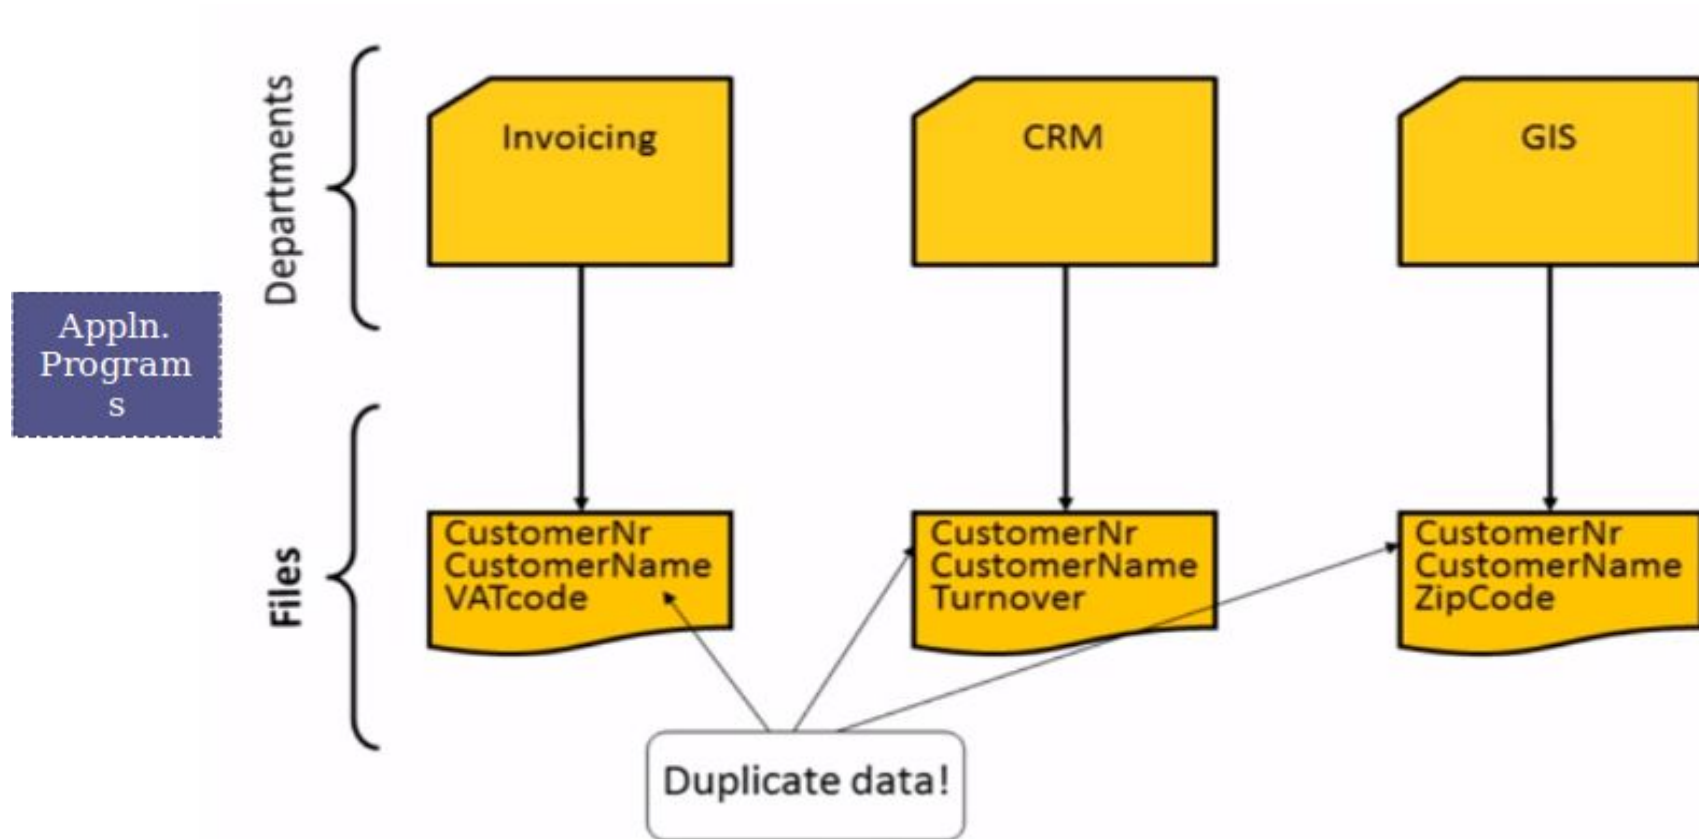 Departments
Invoicing
CRM
GIS
Appln.
Program
s
Files
CustomerNr
CustomerName
VATcode
CustomerNr
CustomerName
Turnover
CustomerNr
CustomerName
ZipCode
Duplicate data!